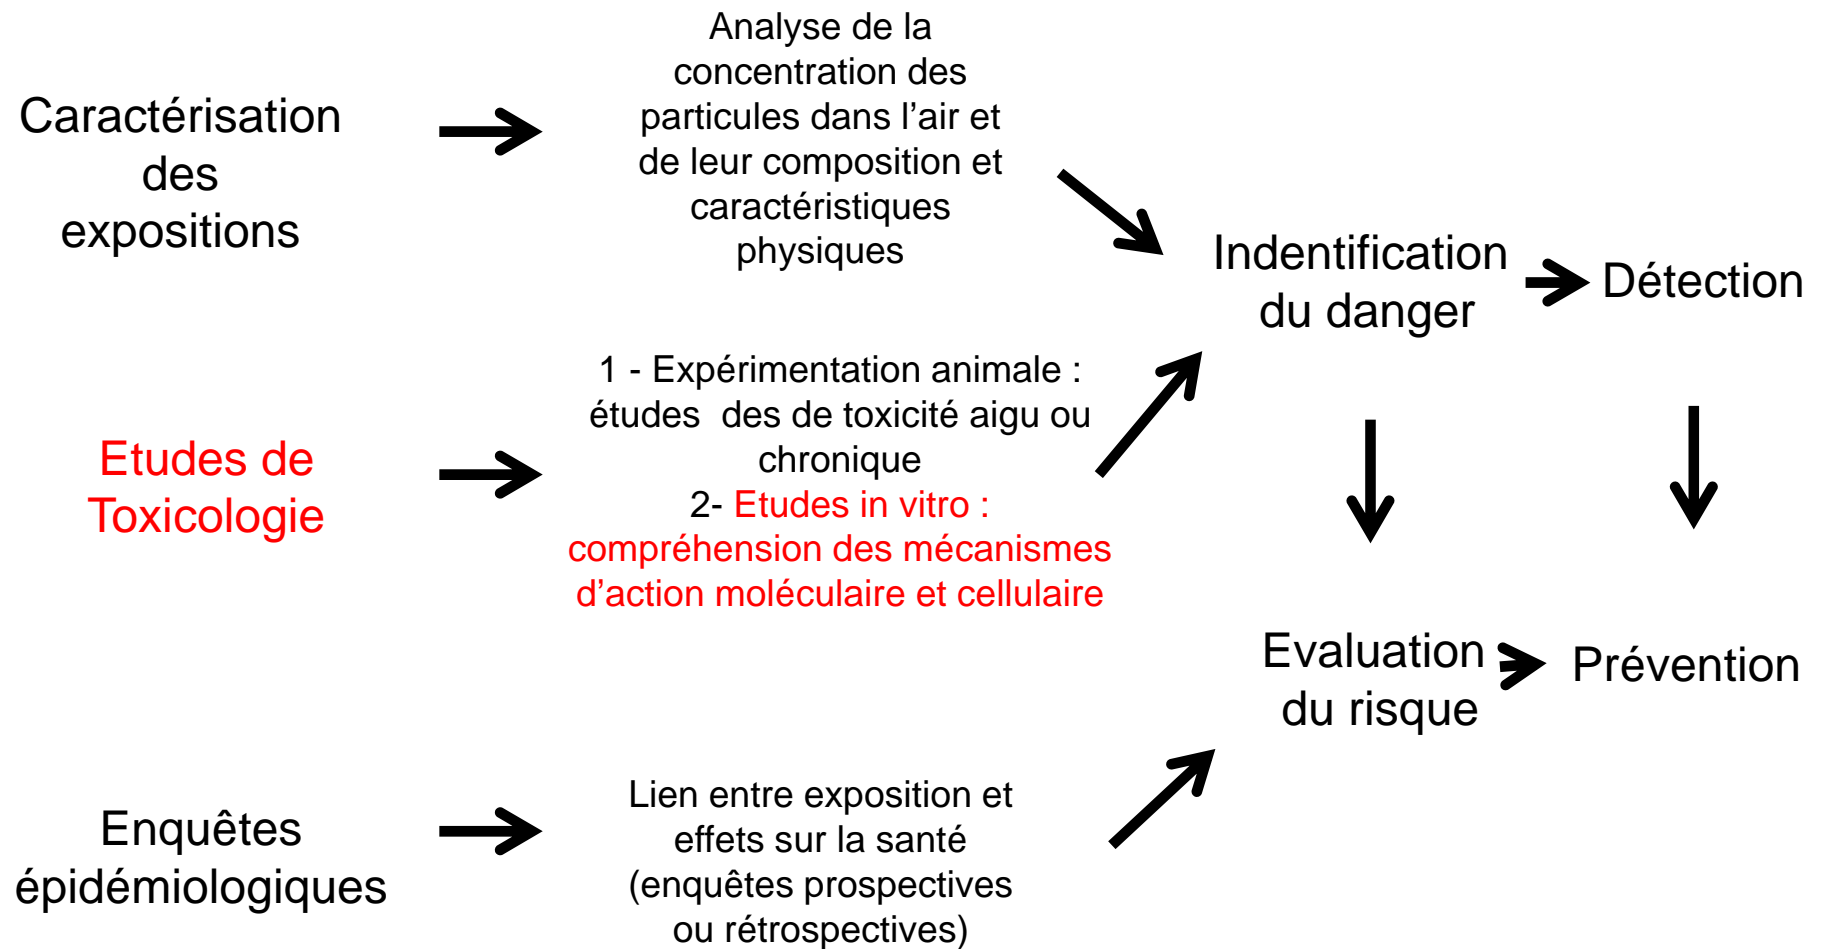 Caractérisation
des
expositions
Analyse de la
concentration des
particules dans l'air et
de leur composition et
caractéristiques
physiques
Indentification
du danger
Détection
Etudes de
Toxicologie
1 - Expérimentation animale :
études  des de toxicité aigu ou
chronique
2- Etudes in vitro :
compréhension des mécanismes
d'action moléculaire et cellulaire
Evaluation
du risque
Prévention
Enquêtes
épidémiologiques
Lien entre exposition et
effets sur la santé
(enquêtes prospectives
ou rétrospectives)